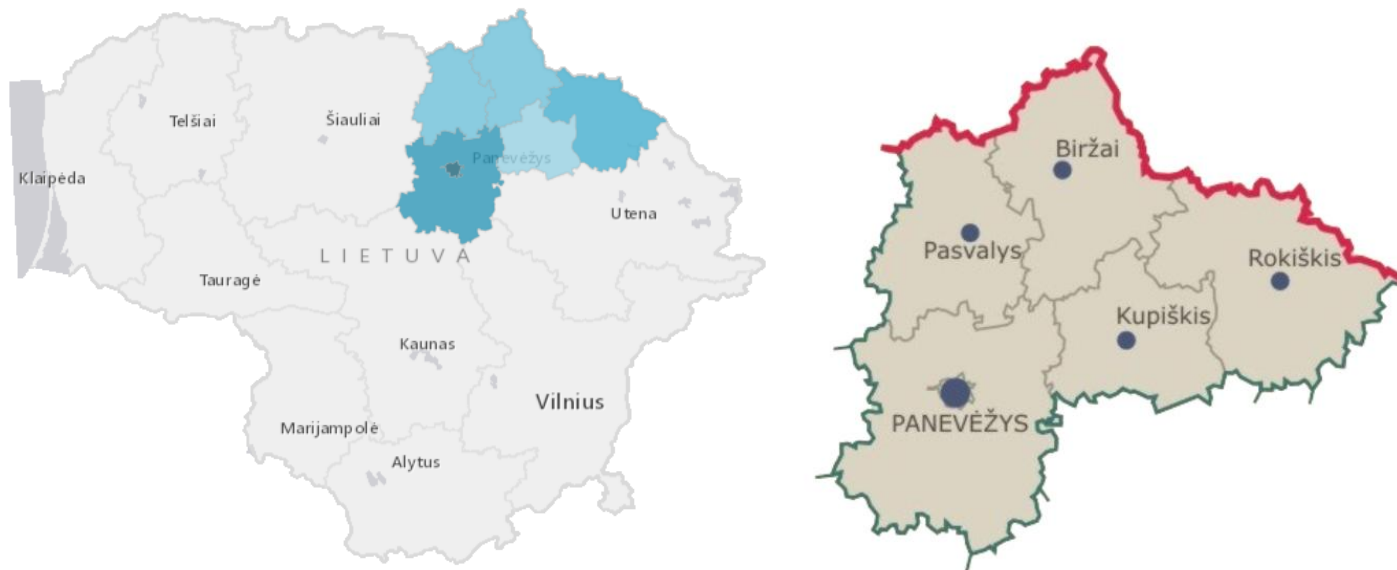 Telšiai
Šiauliai
Panevėžys
Klaipėda
Utena
LIETUVA
Tauragė
Kaunas
Vilnius
Marijampolė
Alytus
Biržai
Pasvalys
Rokiškis
Kupiškis
PANEVĖŽYS